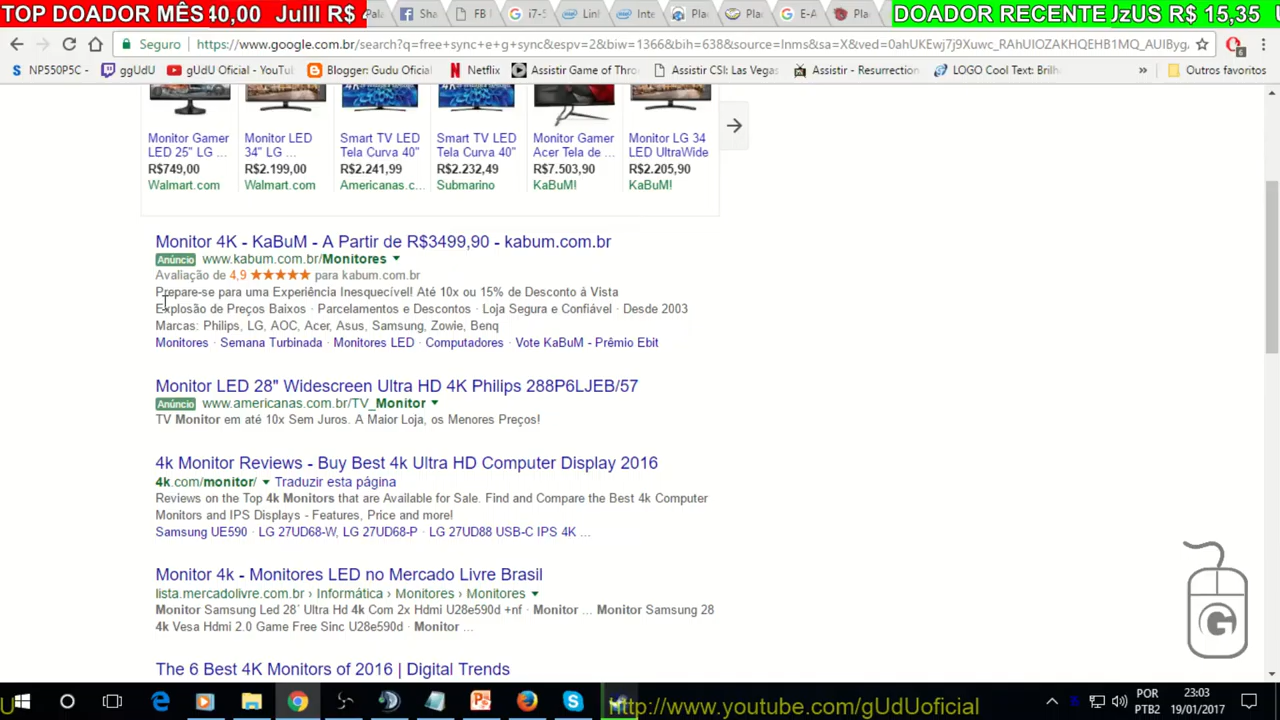 TOP DOADOR MÊS 40,00 JulII R$ 4
DOADOR RECENTE JzUS R$ 15,35
Pala
Sha
FB |
i7-5
Link
Inte
Plac
Plac
E-A
Plac
Seguro
https://www.google.com.br/search?q=free+sync+e+g+sync&espv=2&biw=1366&bih=638&source=lnms&sa=X&ved=0ahUKEwj7j9Xuwc_RAhUIOZAKHQEHB1MQ_AUIByg
6
NP550P5C -
ggUdU
gUdU Oficial - YouTu
Blogger: Gudu Oficial
Netflix
Assistir Game of Thro
Assistir CSI: Las Vegas
Assistir - Resurrection
LOGO Cool Text: Brilh
»
Outros favoritos
Monitor Gamer LED 25" LG ...
R$749,00
Walmart.com
Monitor LED 34" LG ...
R$2.199,00
Walmart.com
Smart TV LED Tela Curva 40"
R$2.241,99
Americanas.c...
Smart TV LED Tela Curva 40"
R$2.232,49
Submarino
Monitor Gamer Acer Tela de ...
R$7.503,90
KaBuM!
Monitor LG 34 LED UltraWide
R$2.205,90
KaBuM!
Monitor 4K - KaBuM - A Partir de R$3499,90 - kabum.com.br
Anúncio www.kabum.com.br/Monitores
Avaliação de 4,9 ★★★★★ para kabum.com.br
Prepare-se para uma Experiência Inesquecível! Até 10x ou 15% de Desconto à Vista
Explosão de Preços Baixos · Parcelamentos e Descontos · Loja Segura e Confiável · Desde 2003
Marcas: Philips, LG, AOC, Acer, Asus, Samsung, Zowie, Benq
Monitores · Semana Turbinada · Monitores LED · Computadores · Vote KaBuM - Prêmio Ebit
Monitor LED 28" Widescreen Ultra HD 4K Philips 288P6LJEB/57
Anúncio www.americanas.com.br/TV_Monitor
TV Monitor em até 10x Sem Juros. A Maior Loja, os Menores Preços!
4k Monitor Reviews - Buy Best 4k Ultra HD Computer Display 2016
4k.com/monitor/ Traduzir esta página
Reviews on the Top 4k Monitors that are Available for Sale. Find and Compare the Best 4k Computer
Monitors and IPS Displays - Features, Price and more!
Samsung UE590 · LG 27UD68-W, LG 27UD68-P · LG 27UD88 USB-C IPS 4K ...
Monitor 4k - Monitores LED no Mercado Livre Brasil
lista.mercadolivre.com.br › Informática › Monitores › Monitores
Monitor Samsung Led 28´ Ultra Hd 4k Com 2x Hdmi U28e590d +nf · Monitor ... Monitor Samsung 28
4k Vesa Hdmi 2.0 Game Free Sinc U28e590d · Monitor ...
The 6 Best 4K Monitors of 2016 | Digital Trends
G
http://www.youtube.com/gUdUoficial
POR
PTB2
23:03
19/01/2017